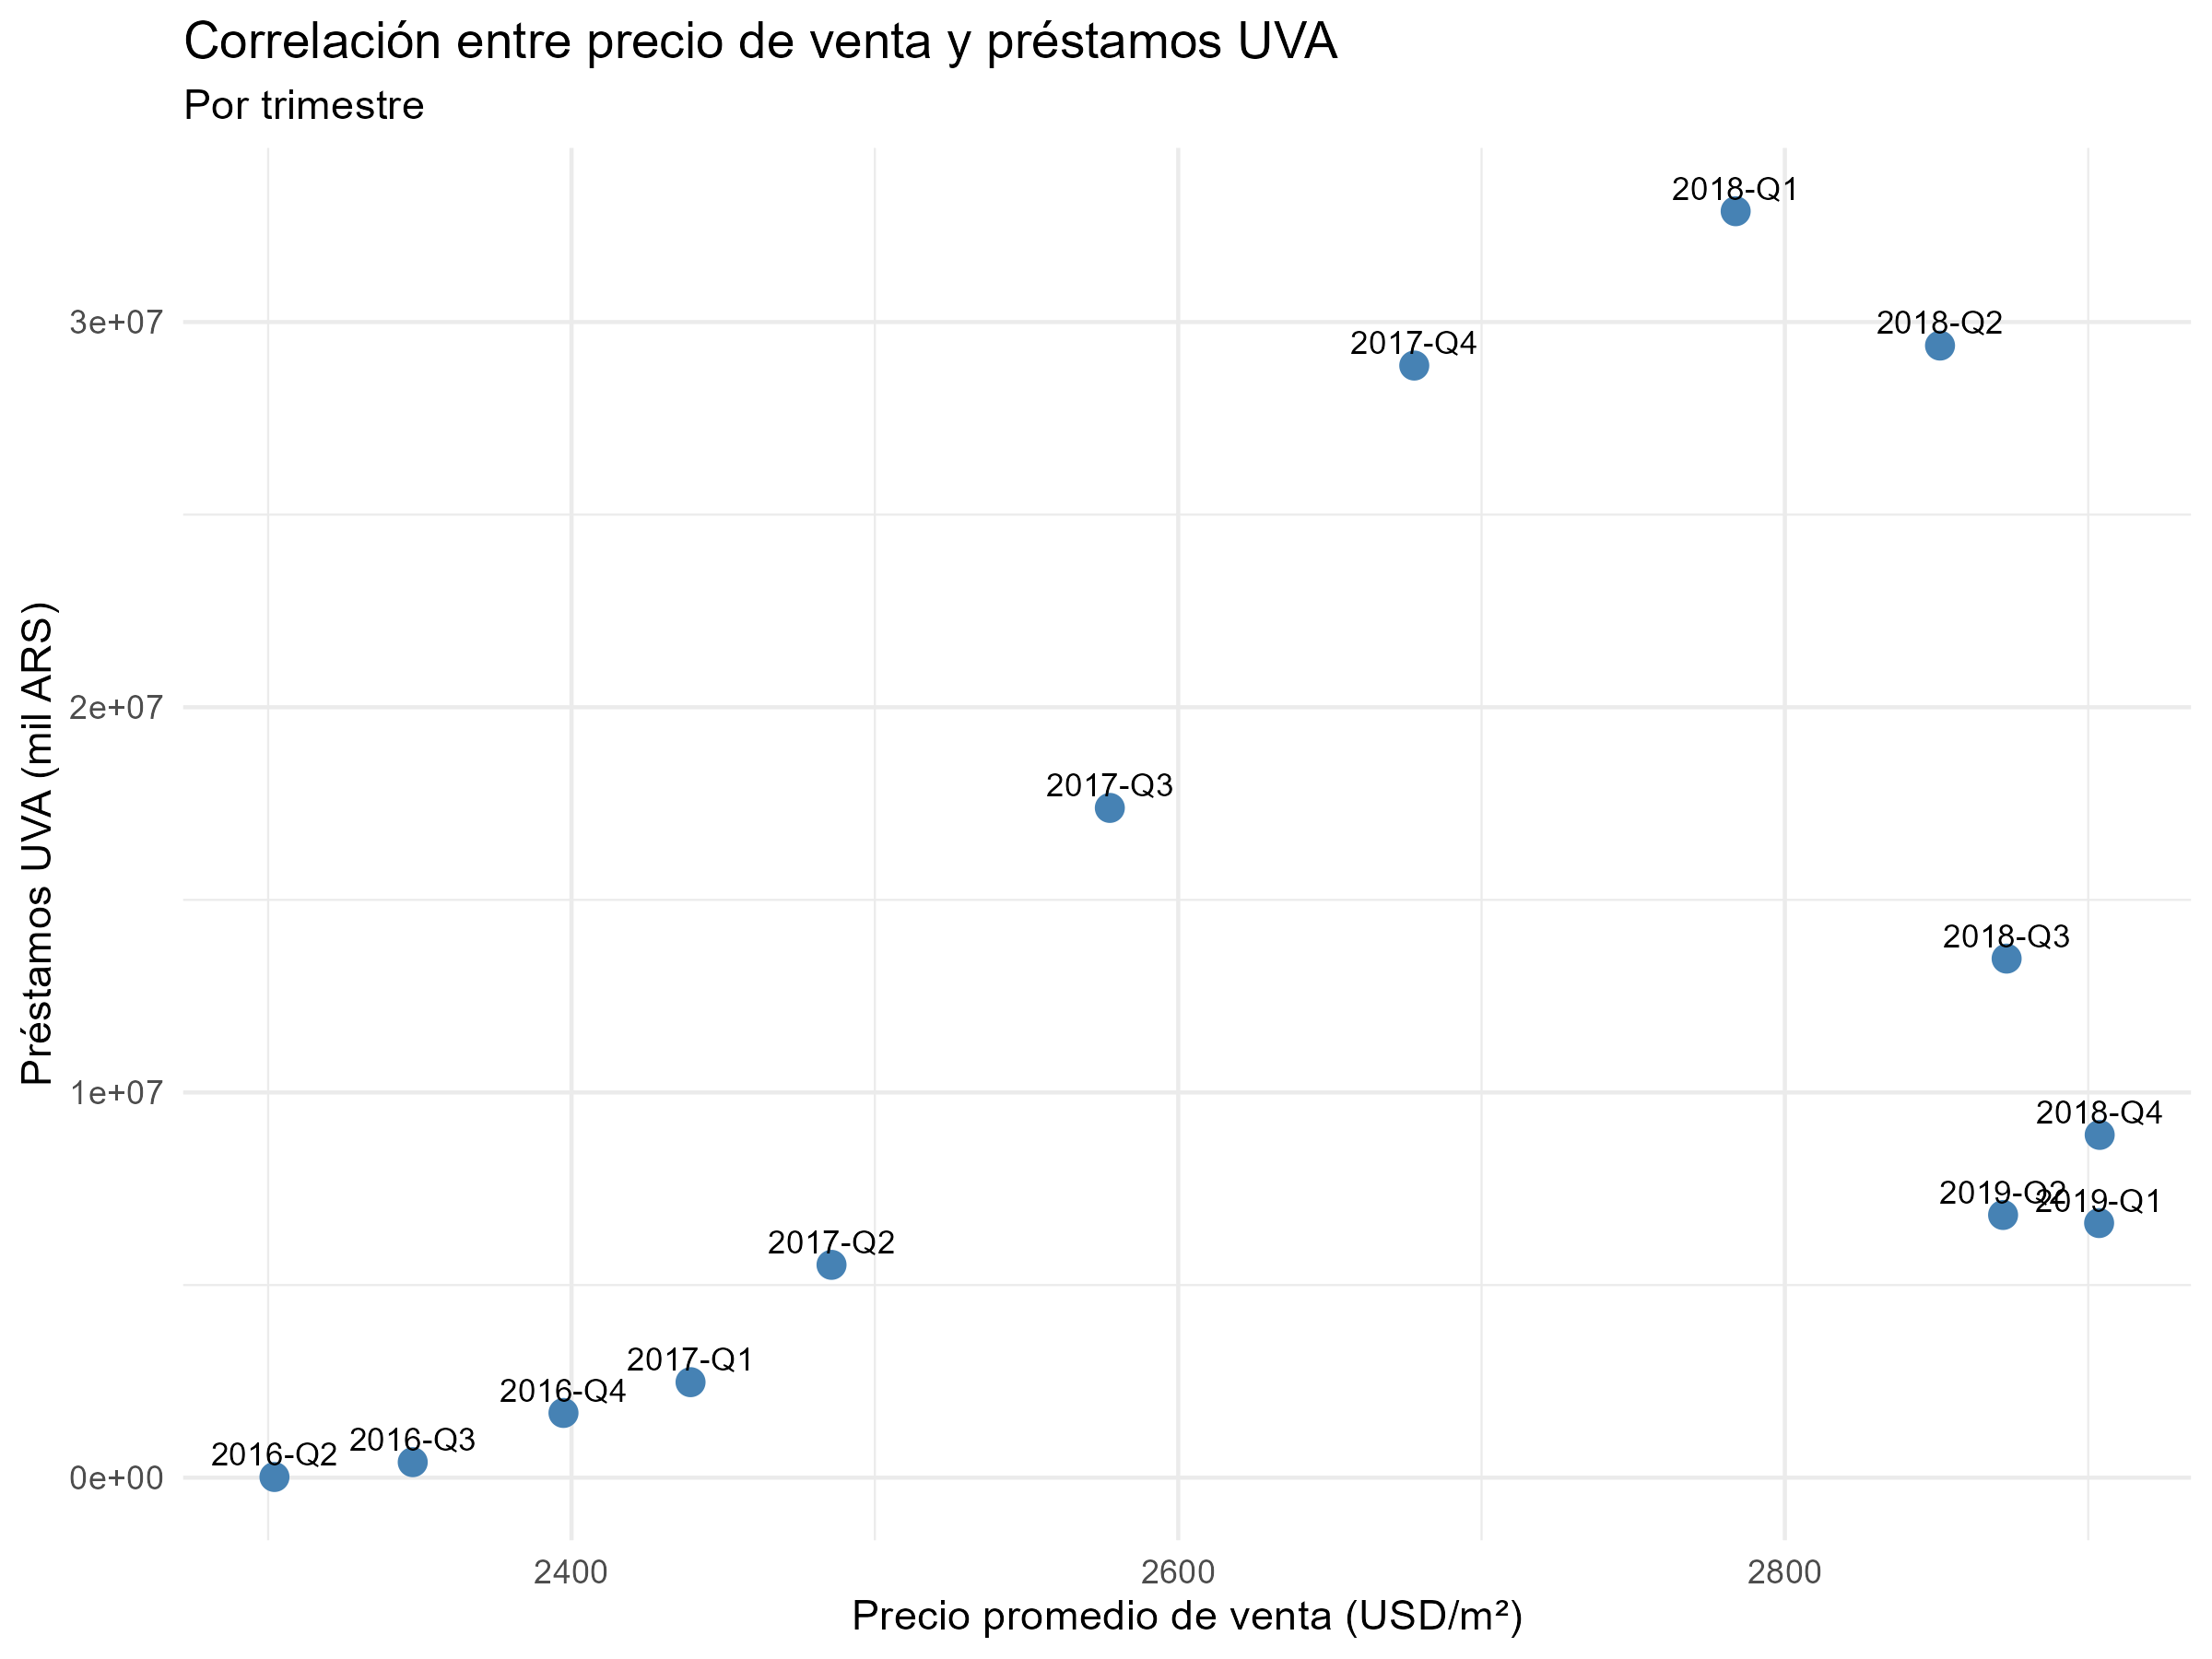 Correlación entre precio de venta y préstamos UVA
Por trimestre
Préstamos UVA (mil ARS)
3e+07
2e+07
1e+07
0e+00
2018-Q1
2018-Q2
2017-Q4
2017-Q3
2018-Q3
2018-Q4
2019-Q2
2019-Q1
2017-Q2
2017-Q1
2016-Q4
2016-Q3
2016-Q2
2400
2600
2800
Precio promedio de venta (USD/m²)